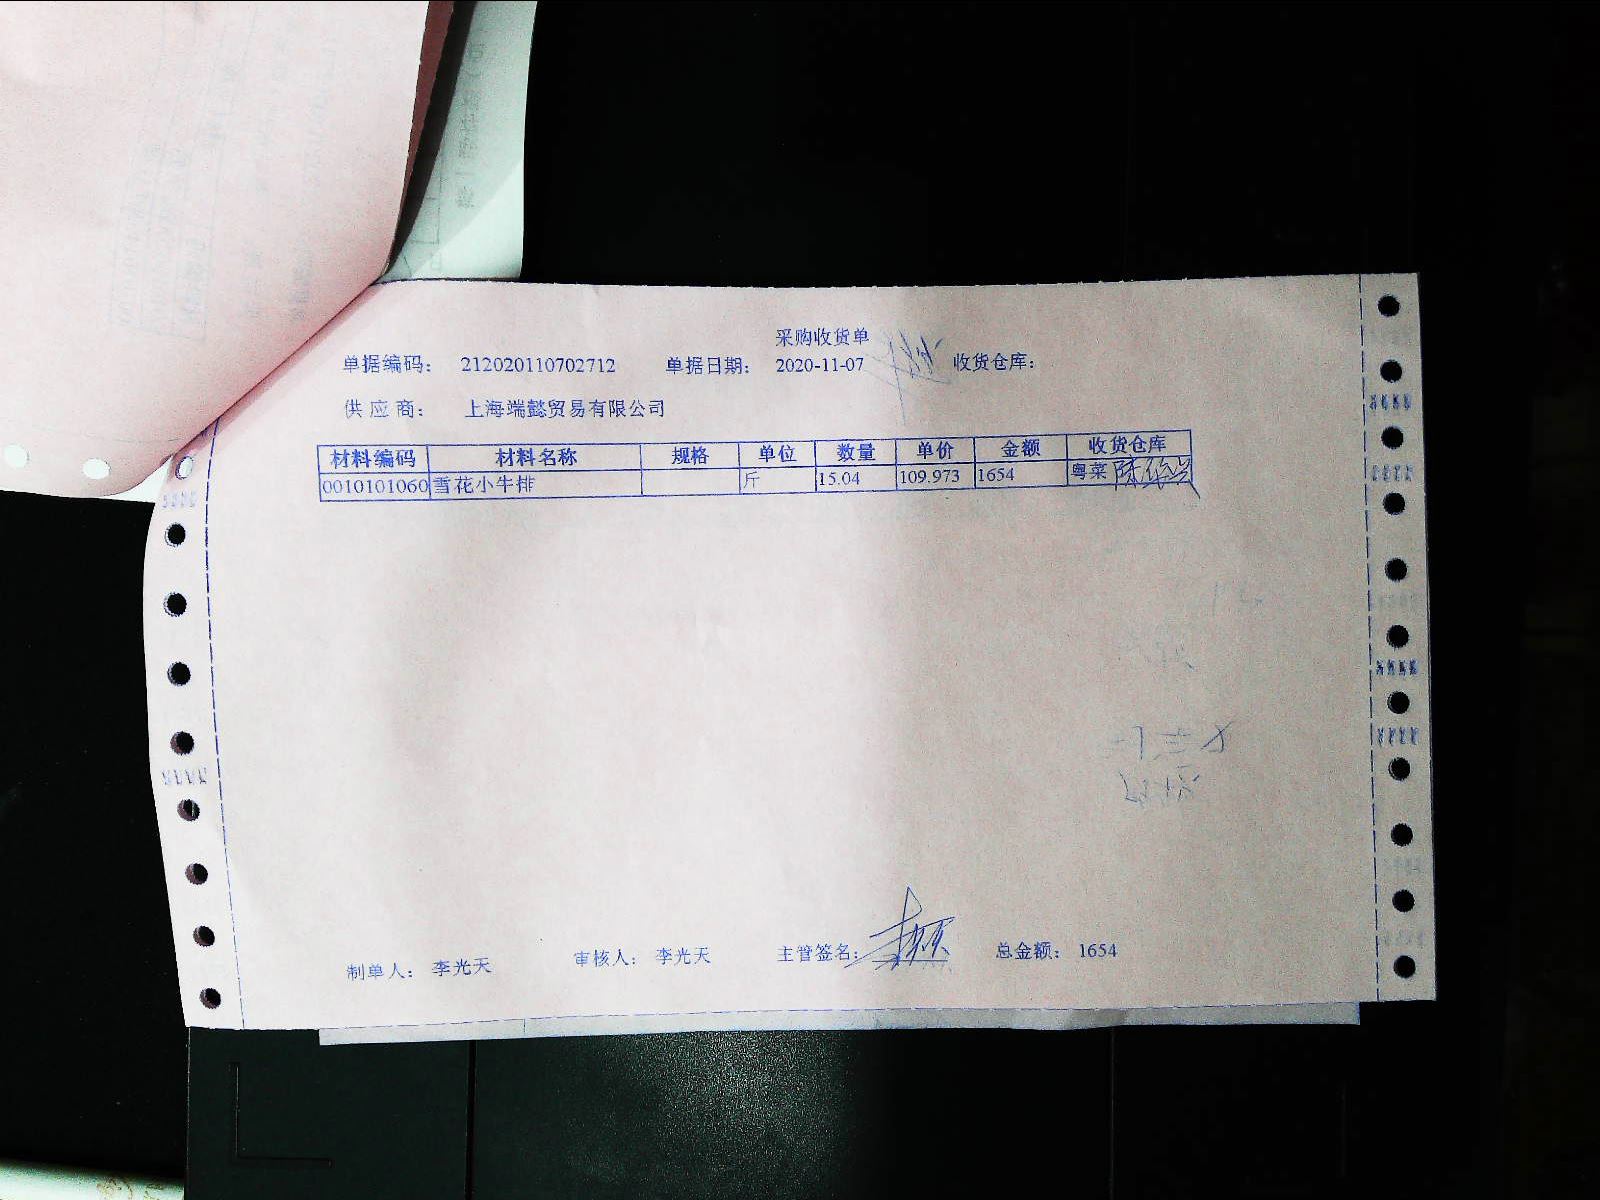 采购收货单
单据编码： 212020110702712 单据日期： 2020-11-07 收货仓库：
供 应 商： 上海端懿贸易有限公司
材料编码 材料名称 规格 单位 数量 单价 金额 收货仓库
0010101060 雪花小牛排 斤 15.04 109.973 1654 粤菜
制单人： 李光天 审核人： 李光天 主管签名： 总金额： 1654